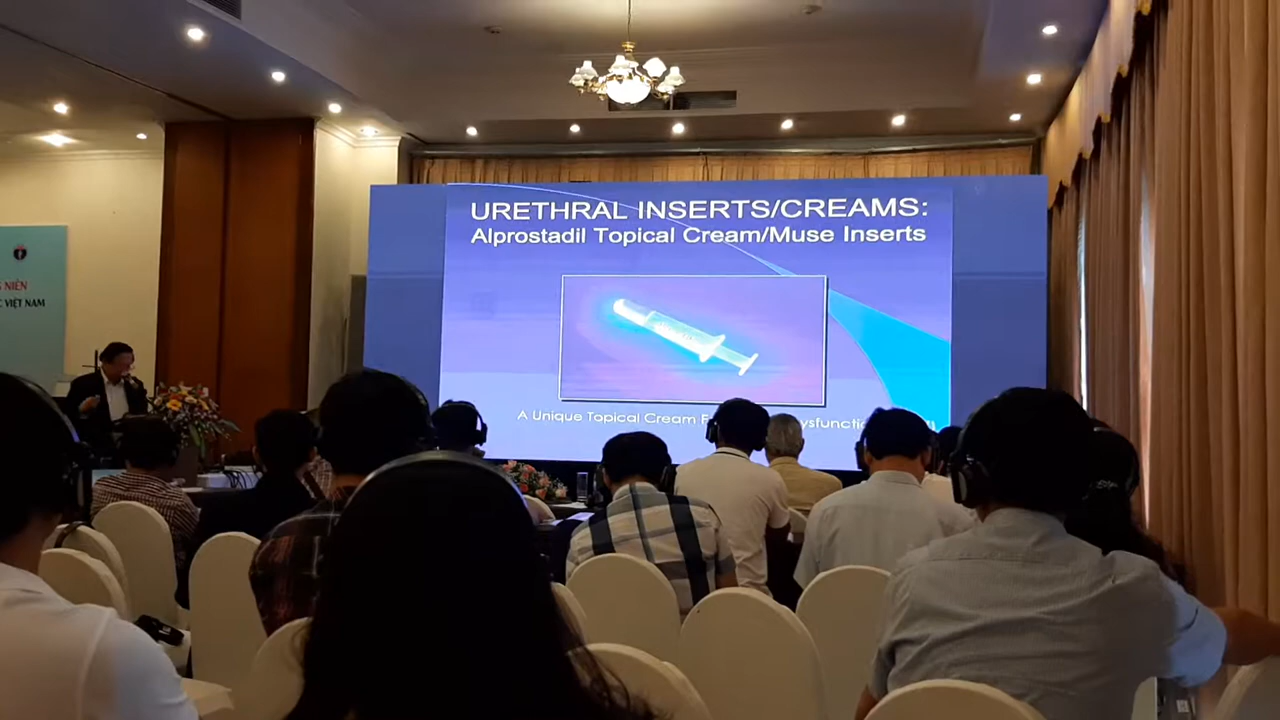 URETHRAL INSERTS/CREAMS:
Alprostadil Topical Cream/Muse Inserts
A Unique Topical Cream
NIÊN
VIỆT NAM